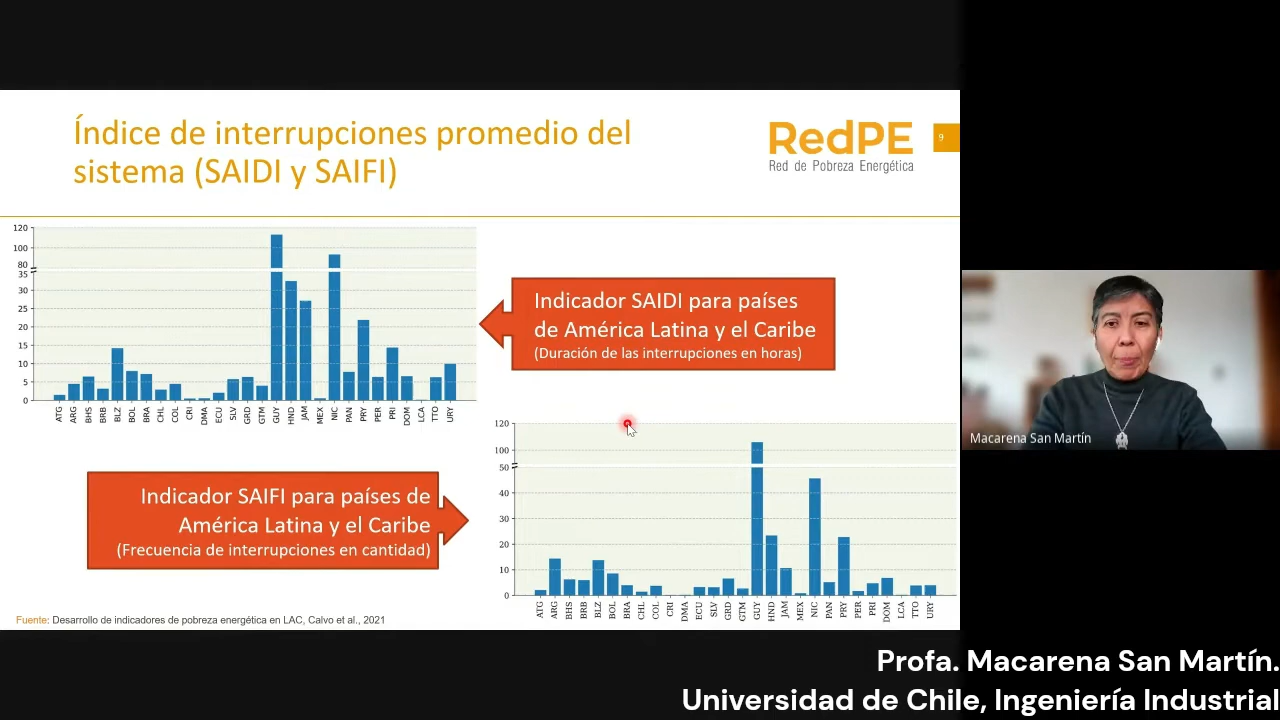 Índice de interrupciones promedio del
sistema (SAIDI y SAIFI)
RedPE
Red de Pobreza Energética
9
120
100
80
35
30
25
20
15
10
5
0
ATG ARG BHS BRB BLZ BOL BRA CHL COL CRI DMA ECU SLV GRD GTM GUY HND JAM MEX NIC PAN PRY PER PRI DOM LCA TTO URY
Indicador SAIDI para países
de América Latina y el Caribe
(Duración de las interrupciones en horas)
Indicador SAIFI para países de
América Latina y el Caribe
(Frecuencia de interrupciones en cantidad)
120
100
50
40
30
20
10
0
ATG ARG BHS BRB BLZ BOL BRA CHL COL CRI DMA ECU SLV GRD GTM GUY HND JAM MEX NIC PAN PRY PER PRI DOM LCA TTO URY
Fuente: Desarrollo de indicadores de pobreza energética en LAC, Calvo et al., 2021
Macarena San Martín
Profa. Macarena San Martín.
Universidad de Chile, Ingeniería Industrial